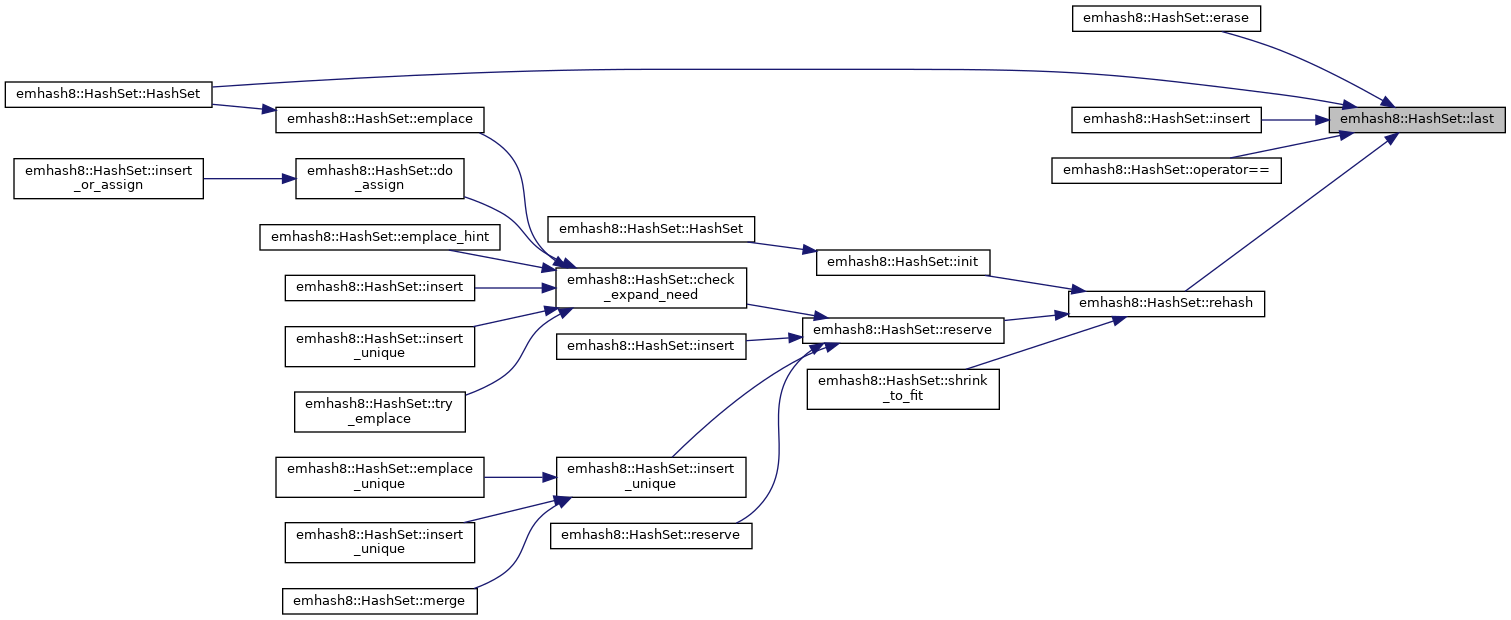 emhash8::HashSet::erase
emhash8::HashSet::HashSet
emhash8::HashSet::emplace
emhash8::HashSet::insert
emhash8::HashSet::last
emhash8::HashSet::insert
_or_assign
emhash8::HashSet::do
_assign
emhash8::HashSet::operator==
emhash8::HashSet::HashSet
emhash8::HashSet::emplace_hint
emhash8::HashSet::init
emhash8::HashSet::insert
emhash8::HashSet::check
_expand_need
emhash8::HashSet::rehash
emhash8::HashSet::reserve
emhash8::HashSet::insert
_unique
emhash8::HashSet::insert
emhash8::HashSet::shrink
_to_fit
emhash8::HashSet::try
_emplace
emhash8::HashSet::emplace
_unique
emhash8::HashSet::insert
_unique
emhash8::HashSet::insert
_unique
emhash8::HashSet::reserve
emhash8::HashSet::merge